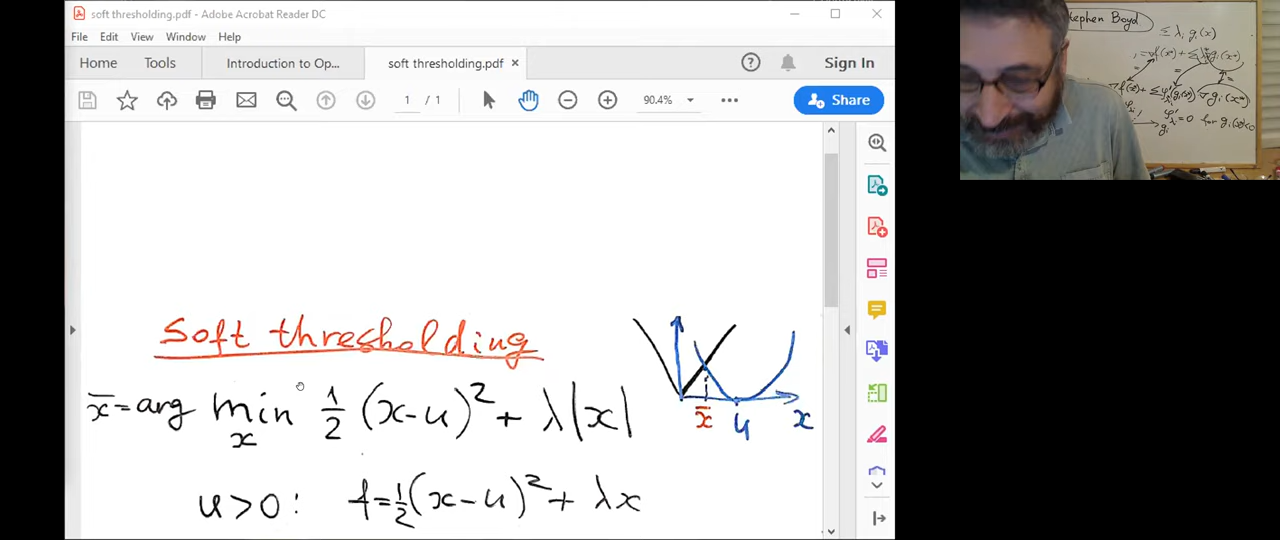 soft thresholding.pdf - Adobe Acrobat Reader DC
File Edit View Window Help
Home Tools Introduction to Op... soft thresholding.pdf × Sign In
1 / 1 90.4% Share
Soft thresholding
x̄ = arg min 1/2 (x-u)² + λ|x|
x
x̄ u x
u > 0 : f = 1/2 (x-u)² + λx
Stephen Boyd
≤ λᵢ gᵢ(x)